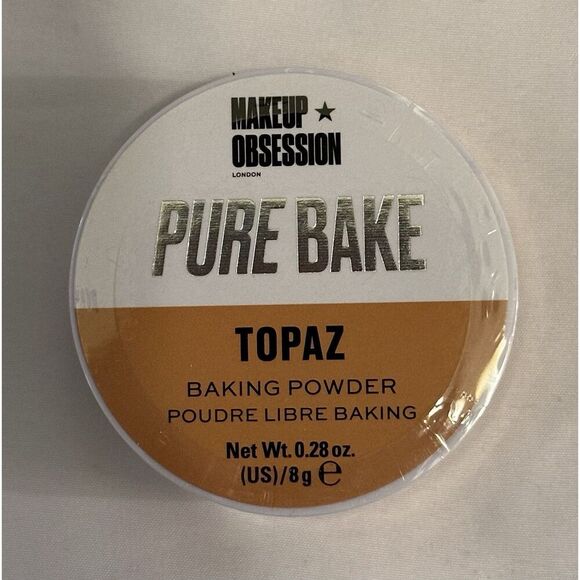 MAKEUP ★
OBSESSION
LONDON
PURE BAKE
TOPAZ
BAKING POWDER
POUDRE LIBRE BAKING
Net Wt. 0.28 oz.
(US)/8g ℮